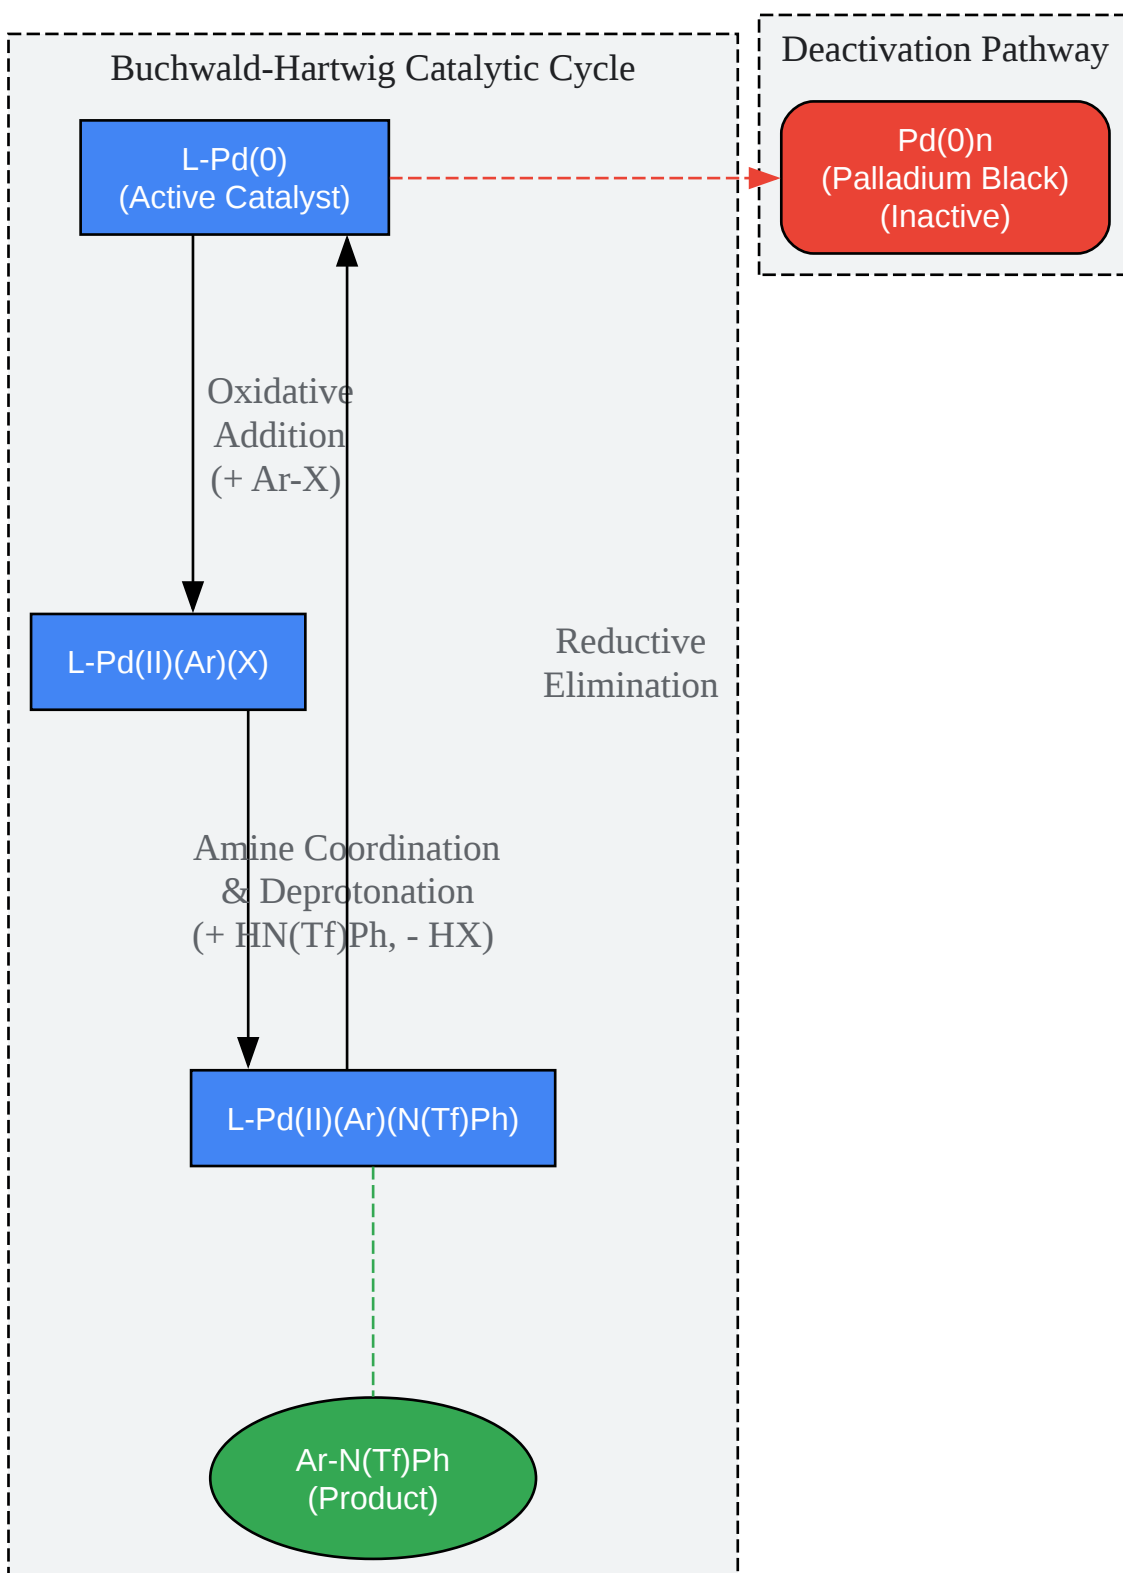 Buchwald-Hartwig Catalytic Cycle
L-Pd(0)
(Active Catalyst)
Deactivation Pathway
Pd(0)n
(Palladium Black)
(Inactive)
Oxidative
Addition
(+ Ar-X)
L-Pd(II)(Ar)(X)
Reductive
Elimination
Amine Coordination
& Deprotonation
(+ HN(Tf)Ph, - HX)
L-Pd(II)(Ar)(N(Tf)Ph)
Ar-N(Tf)Ph
(Product)